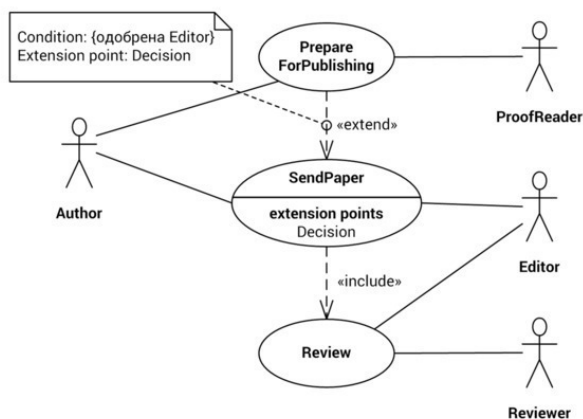 Condition: {одобрена Editor}
Extension point: Decision
Prepare
ForPublishing
ProofReader
«extend»
Author
SendPaper
extension points
Decision
Editor
«include»
Review
Reviewer